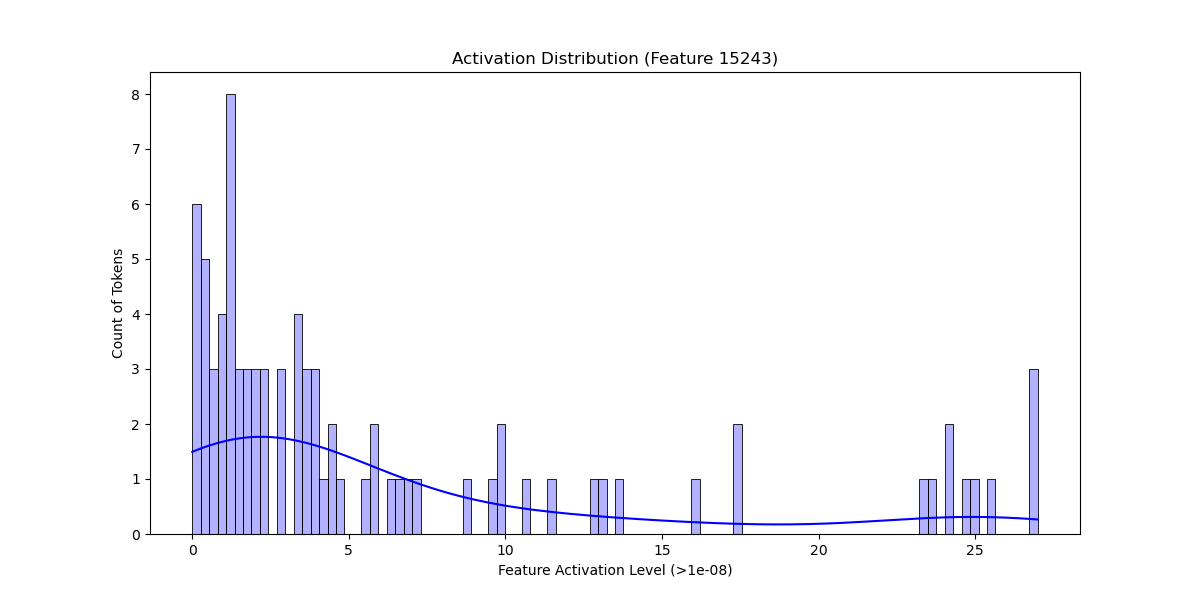 Activation Distribution (Feature 15243)
8
7
6
5
4
3
2
1
0
Count of Tokens
0 5 10 15 20 25
Feature Activation Level (>1e-08)